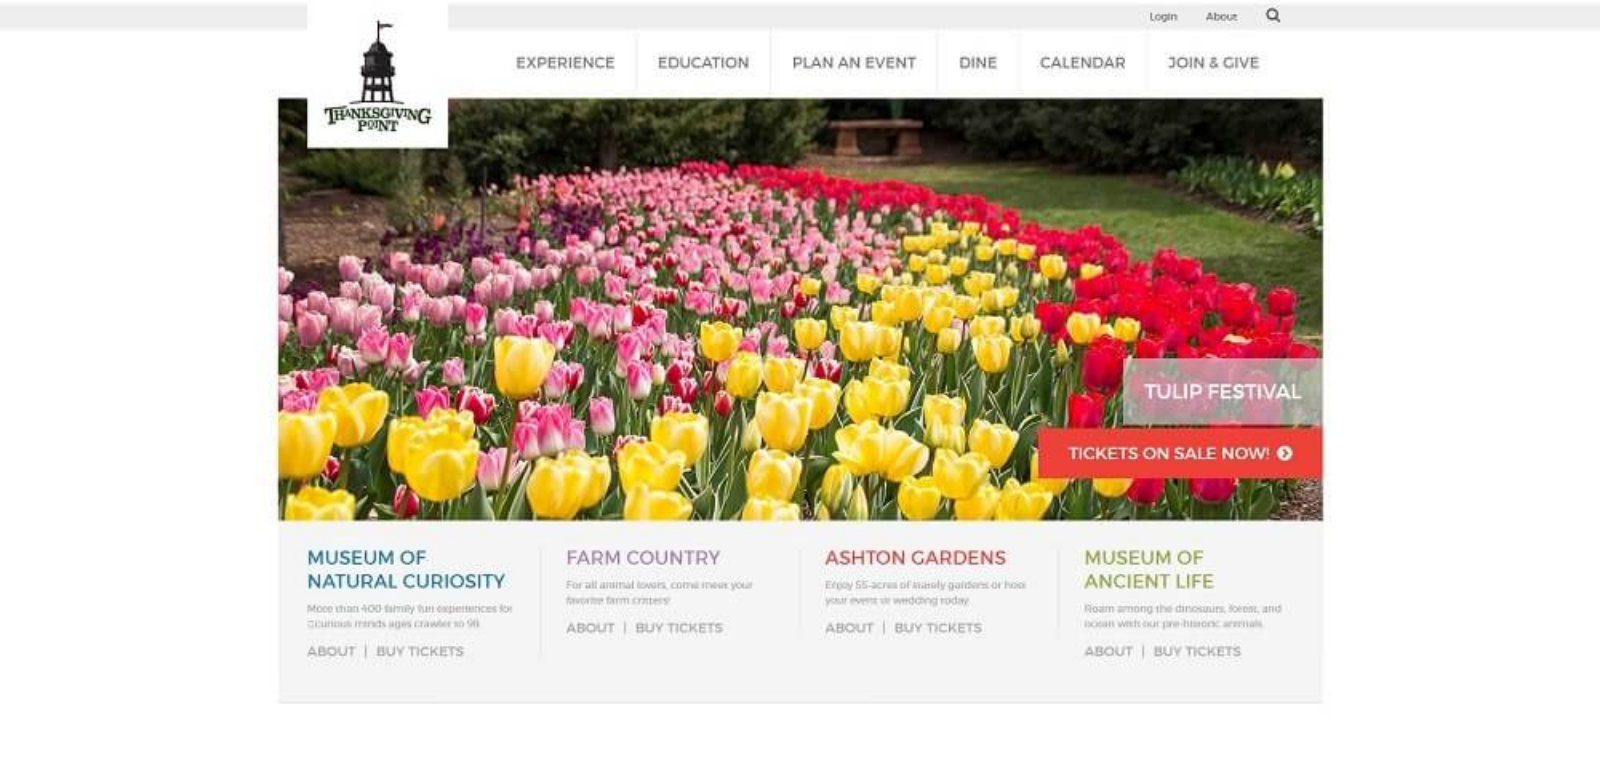 Login About
EXPERIENCE EDUCATION PLAN AN EVENT DINE CALENDAR JOIN & GIVE
THANKSGIVING
POINT
TULIP FESTIVAL
TICKETS ON SALE NOW!
MUSEUM OF
NATURAL CURIOSITY
More than 400 family fun experiences for
curious minds ages crawler to 99.
ABOUT | BUY TICKETS
FARM COUNTRY
For all animal lovers, come meet your
favorite farm critters!
ABOUT | BUY TICKETS
ASHTON GARDENS
Enjoy 55-acres of stately gardens or host
your event or wedding today.
ABOUT | BUY TICKETS
MUSEUM OF
ANCIENT LIFE
Roam among the dinosaurs, forest, and
ocean with our pre-historic animals.
ABOUT | BUY TICKETS